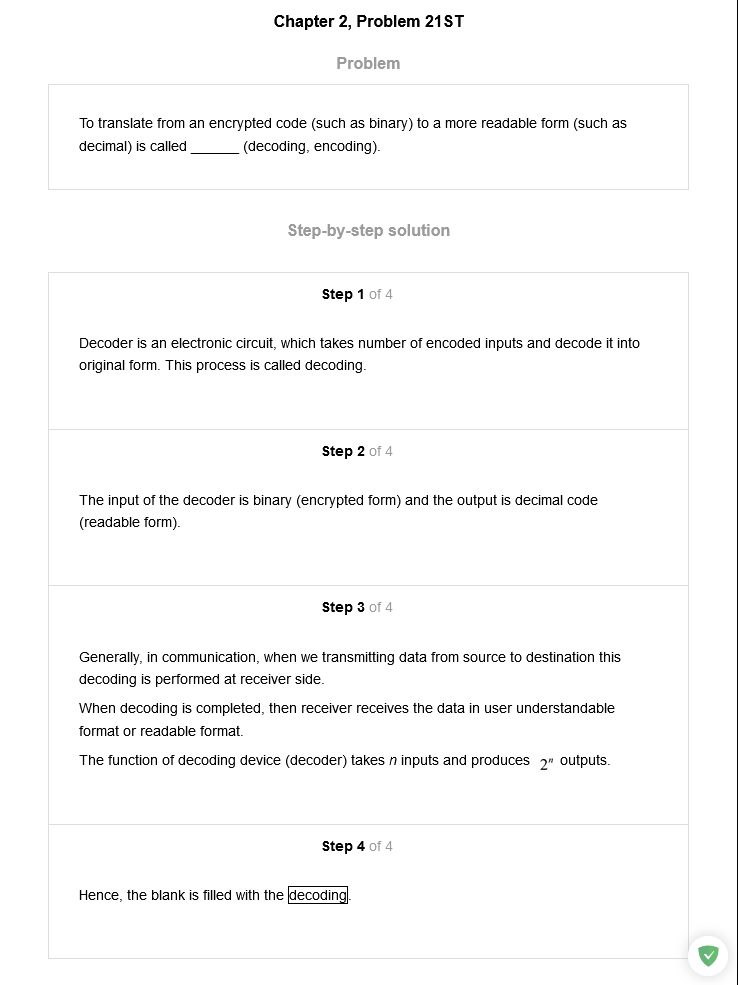 Chapter 2, Problem 21ST
Problem
To translate from an encrypted code (such as binary) to a more readable form (such as
decimal) is called ______ (decoding, encoding).
Step-by-step solution
Step 1 of 4
Decoder is an electronic circuit, which takes number of encoded inputs and decode it into
original form. This process is called decoding.
Step 2 of 4
The input of the decoder is binary (encrypted form) and the output is decimal code
(readable form).
Step 3 of 4
Generally, in communication, when we transmitting data from source to destination this
decoding is performed at receiver side.
When decoding is completed, then receiver receives the data in user understandable
format or readable format.
The function of decoding device (decoder) takes n inputs and produces 2ⁿ outputs.
Step 4 of 4
Hence, the blank is filled with the decoding.